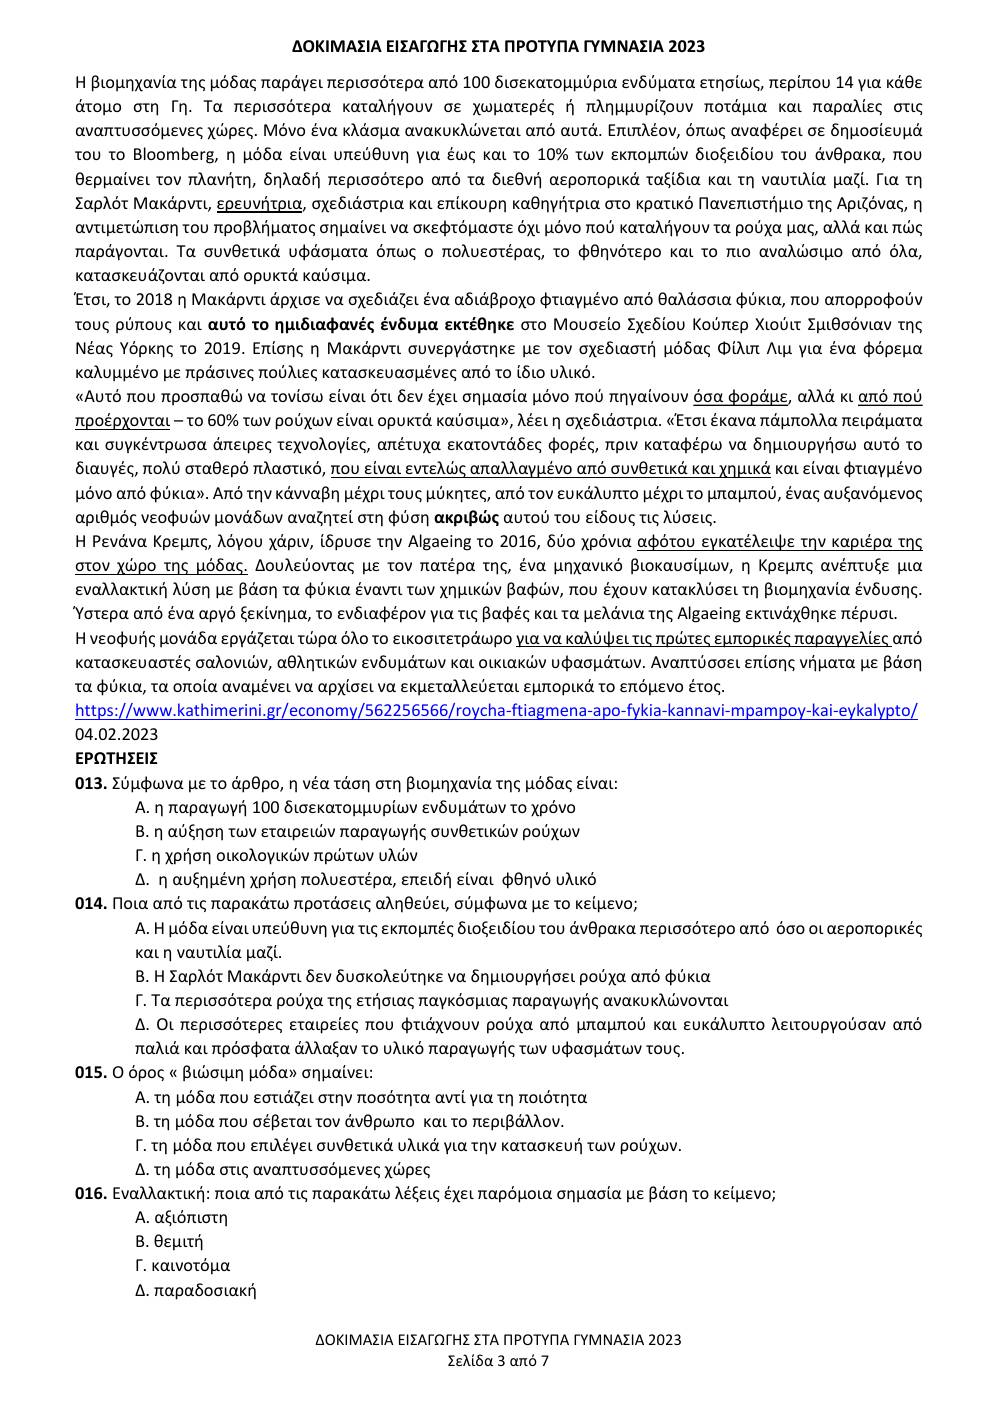 ΔΟΚΙΜΑΣΙΑ ΕΙΣΑΓΩΓΗΣ ΣΤΑ ΠΡΟΤΥΠΑ ΓΥΜΝΑΣΙΑ 2023
Η βιομηχανία της μόδας παράγει περισσότερα από 100 δισεκατομμύρια ενδύματα ετησίως, περίπου 14 για κάθε
άτομο στη Γη. Τα περισσότερα καταλήγουν σε χωματερές ή πλημμυρίζουν ποτάμια και παραλίες στις
αναπτυσσόμενες χώρες. Μόνο ένα κλάσμα ανακυκλώνεται από αυτά. Επιπλέον, όπως αναφέρει σε δημοσίευμά
του το Bloomberg, η μόδα είναι υπεύθυνη για έως και το 10% των εκπομπών διοξειδίου του άνθρακα, που
θερμαίνει τον πλανήτη, δηλαδή περισσότερο από τα διεθνή αεροπορικά ταξίδια και τη ναυτιλία μαζί. Για τη
Σαρλότ Μακάρντι, ερευνήτρια, σχεδιάστρια και επίκουρη καθηγήτρια στο κρατικό Πανεπιστήμιο της Αριζόνας, η
αντιμετώπιση του προβλήματος σημαίνει να σκεφτόμαστε όχι μόνο πού καταλήγουν τα ρούχα μας, αλλά και πώς
παράγονται. Τα συνθετικά υφάσματα όπως ο πολυεστέρας, το φθηνότερο και το πιο αναλώσιμο από όλα,
κατασκευάζονται από ορυκτά καύσιμα.
Έτσι, το 2018 η Μακάρντι άρχισε να σχεδιάζει ένα αδιάβροχο φτιαγμένο από θαλάσσια φύκια, που απορροφούν
τους ρύπους και αυτό το ημιδιαφανές ένδυμα εκτέθηκε στο Μουσείο Σχεδίου Κούπερ Χιούιτ Σμιθσόνιαν της
Νέας Υόρκης το 2019. Επίσης η Μακάρντι συνεργάστηκε με τον σχεδιαστή μόδας Φίλιπ Λιμ για ένα φόρεμα
καλυμμένο με πράσινες πούλιες κατασκευασμένες από το ίδιο υλικό.
«Αυτό που προσπαθώ να τονίσω είναι ότι δεν έχει σημασία μόνο πού πηγαίνουν όσα φοράμε, αλλά κι από πού
προέρχονται – το 60% των ρούχων είναι ορυκτά καύσιμα», λέει η σχεδιάστρια. «Έτσι έκανα πάμπολλα πειράματα
και συγκέντρωσα άπειρες τεχνολογίες, απέτυχα εκατοντάδες φορές, πριν καταφέρω να δημιουργήσω αυτό το
διαυγές, πολύ σταθερό πλαστικό, που είναι εντελώς απαλλαγμένο από συνθετικά και χημικά και είναι φτιαγμένο
μόνο από φύκια». Από την κάνναβη μέχρι τους μύκητες, από τον ευκάλυπτο μέχρι το μπαμπού, ένας αυξανόμενος
αριθμός νεοφυών μονάδων αναζητεί στη φύση ακριβώς αυτού του είδους τις λύσεις.
Η Ρενάνα Κρεμπς, λόγου χάριν, ίδρυσε την Algaeing το 2016, δύο χρόνια αφότου εγκατέλειψε την καριέρα της
στον χώρο της μόδας. Δουλεύοντας με τον πατέρα της, ένα μηχανικό βιοκαυσίμων, η Κρεμπς ανέπτυξε μια
εναλλακτική λύση με βάση τα φύκια έναντι των χημικών βαφών, που έχουν κατακλύσει τη βιομηχανία ένδυσης.
Ύστερα από ένα αργό ξεκίνημα, το ενδιαφέρον για τις βαφές και τα μελάνια της Algaeing εκτινάχθηκε πέρυσι.
Η νεοφυής μονάδα εργάζεται τώρα όλο το εικοσιτετράωρο για να καλύψει τις πρώτες εμπορικές παραγγελίες από
κατασκευαστές σαλονιών, αθλητικών ενδυμάτων και οικιακών υφασμάτων. Αναπτύσσει επίσης νήματα με βάση
τα φύκια, τα οποία αναμένει να αρχίσει να εκμεταλλεύεται εμπορικά το επόμενο έτος.
https://www.kathimerini.gr/economy/562256566/roycha-ftiagmena-apo-fykia-kannavi-mpampoy-kai-eykalypto/
04.02.2023
ΕΡΩΤΗΣΕΙΣ
013. Σύμφωνα με το άρθρο, η νέα τάση στη βιομηχανία της μόδας είναι:
Α. η παραγωγή 100 δισεκατομμυρίων ενδυμάτων το χρόνο
Β. η αύξηση των εταιρειών παραγωγής συνθετικών ρούχων
Γ. η χρήση οικολογικών πρώτων υλών
Δ. η αυξημένη χρήση πολυεστέρα, επειδή είναι φθηνό υλικό
014. Ποια από τις παρακάτω προτάσεις αληθεύει, σύμφωνα με το κείμενο;
Α. Η μόδα είναι υπεύθυνη για τις εκπομπές διοξειδίου του άνθρακα περισσότερο από όσο οι αεροπορικές
και η ναυτιλία μαζί.
Β. Η Σαρλότ Μακάρντι δεν δυσκολεύτηκε να δημιουργήσει ρούχα από φύκια
Γ. Τα περισσότερα ρούχα της ετήσιας παγκόσμιας παραγωγής ανακυκλώνονται
Δ. Οι περισσότερες εταιρείες που φτιάχνουν ρούχα από μπαμπού και ευκάλυπτο λειτουργούσαν από
παλιά και πρόσφατα άλλαξαν το υλικό παραγωγής των υφασμάτων τους.
015. Ο όρος « βιώσιμη μόδα» σημαίνει:
Α. τη μόδα που εστιάζει στην ποσότητα αντί για τη ποιότητα
Β. τη μόδα που σέβεται τον άνθρωπο και το περιβάλλον.
Γ. τη μόδα που επιλέγει συνθετικά υλικά για την κατασκευή των ρούχων.
Δ. τη μόδα στις αναπτυσσόμενες χώρες
016. Εναλλακτική: ποια από τις παρακάτω λέξεις έχει παρόμοια σημασία με βάση το κείμενο;
Α. αξιόπιστη
Β. θεμιτή
Γ. καινοτόμα
Δ. παραδοσιακή
ΔΟΚΙΜΑΣΙΑ ΕΙΣΑΓΩΓΗΣ ΣΤΑ ΠΡΟΤΥΠΑ ΓΥΜΝΑΣΙΑ 2023
Σελίδα 3 από 7